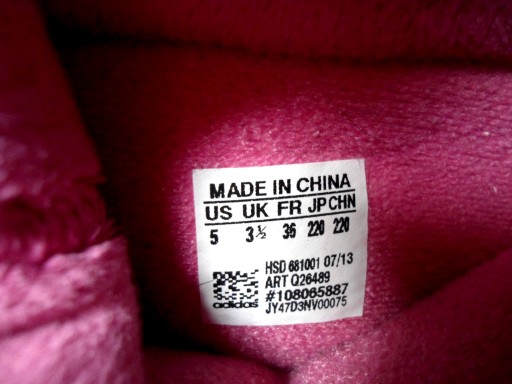 MADE IN CHINA
US UK FR JP CHN
5 3½ 36 220 220
HSD 681001 07/13
ART Q26489
#108065887
adidas JY47D3NV00075